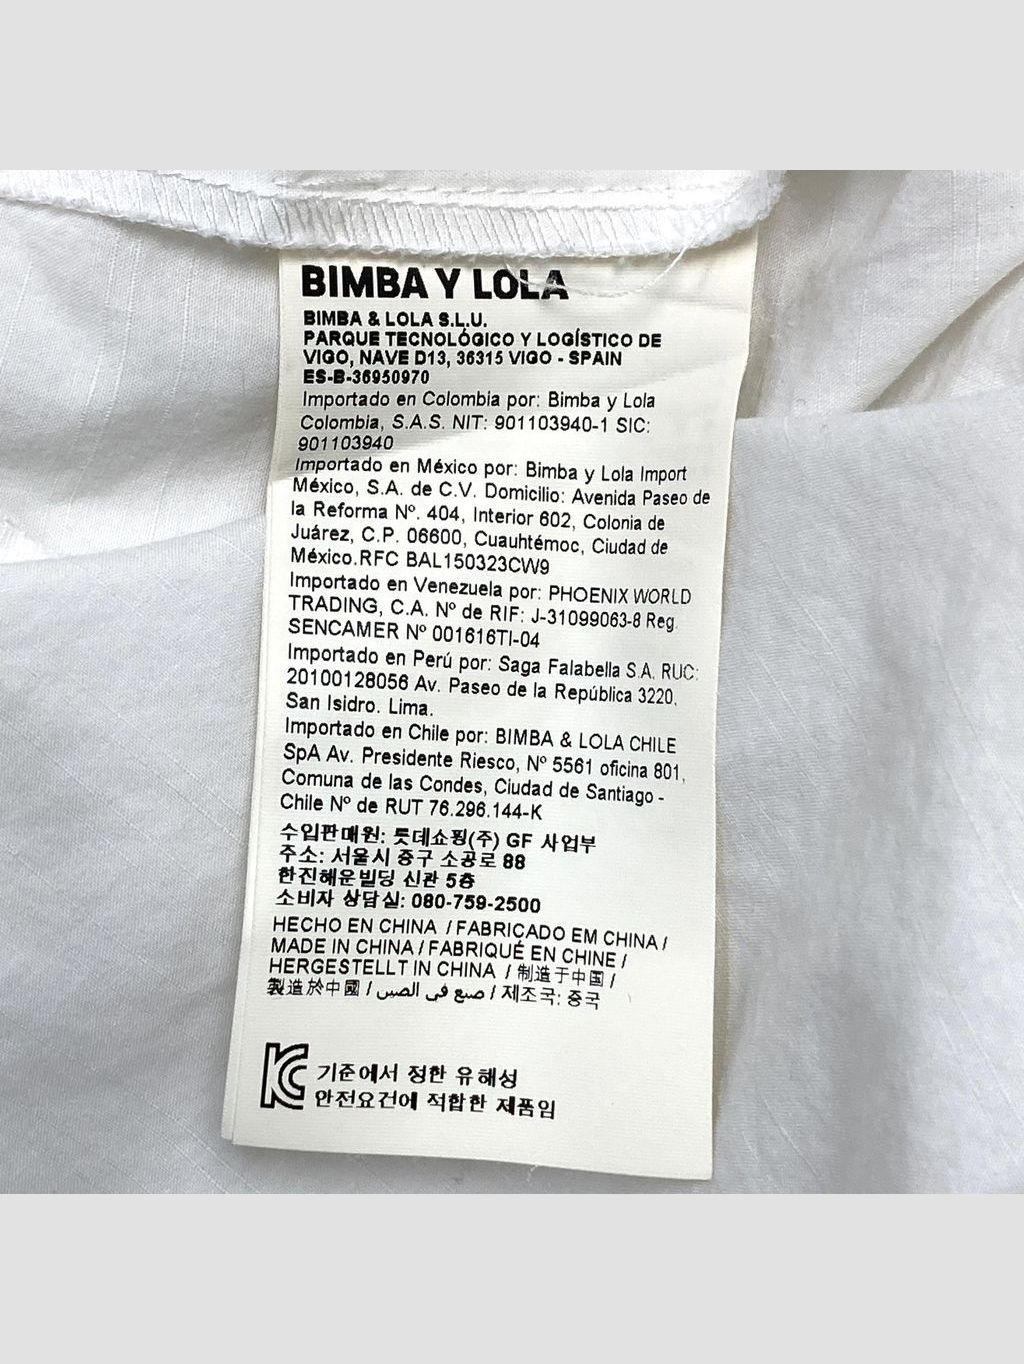 BIMBA Y LOLA
BIMBA & LOLA S.L.U.
PARQUE TECNOLÓGICO Y LOGÍSTICO DE
VIGO, NAVE D13, 36315 VIGO - SPAIN
ES-B-36950970
Importado en Colombia por: Bimba y Lola
Colombia, S.A.S. NIT: 901103940-1 SIC:
901103940
Importado en México por: Bimba y Lola Import
México, S.A. de C.V. Domicilio: Avenida Paseo de
la Reforma Nº. 404, Interior 602, Colonia de
Juárez, C.P. 06600, Cuauhtémoc, Ciudad de
México.RFC BAL150323CW9
Importado en Venezuela por: PHOENIX WORLD
TRADING, C.A. Nº de RIF: J-31099063-8 Reg.
SENCAMER Nº 001616TI-04
Importado en Perú por: Saga Falabella S.A. RUC:
20100128056 Av. Paseo de la República 3220,
San Isidro. Lima.
Importado en Chile por: BIMBA & LOLA CHILE
SpA Av. Presidente Riesco, Nº 5561 oficina 801,
Comuna de las Condes, Ciudad de Santiago -
Chile Nº de RUT 76.296.144-K
수입판매원: 롯데쇼핑(주) GF 사업부
주소: 서울시 중구 소공로 88
한진해운빌딩 신관 5층
소비자 상담실: 080-759-2500
HECHO EN CHINA / FABRICADO EM CHINA /
MADE IN CHINA / FABRIQUÉ EN CHINE /
HERGESTELLT IN CHINA / 制造于中国 /
製造於中國 / صنع في الصين / 제조국: 중국
KC 기준에서 정한 유해성
안전요건에 적합한 제품임